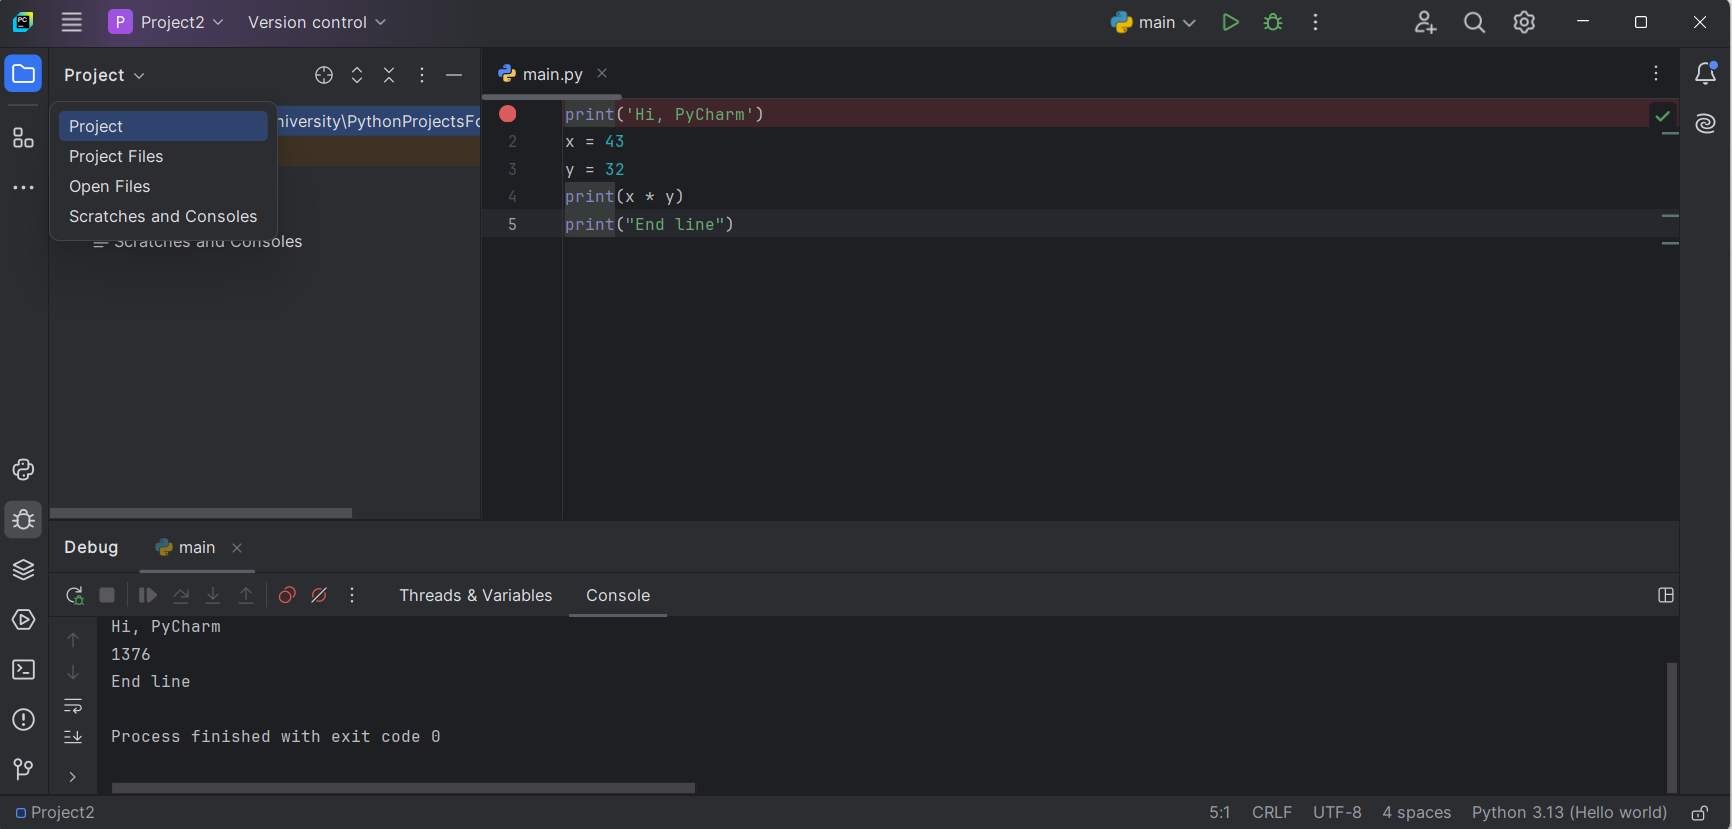 PC
P Project2 Version control main
Project
main.py
Project
Project Files
Open Files
Scratches and Consoles
niversity\PythonProjectsFo
Scratches and Consoles
print('Hi, PyCharm')
2 x = 43
3 y = 32
4 print(x * y)
5 print("End line")
Debug main
Threads & Variables Console
Hi, PyCharm
1376
End line
Process finished with exit code 0
Project2 5:1 CRLF UTF-8 4 spaces Python 3.13 (Hello world)